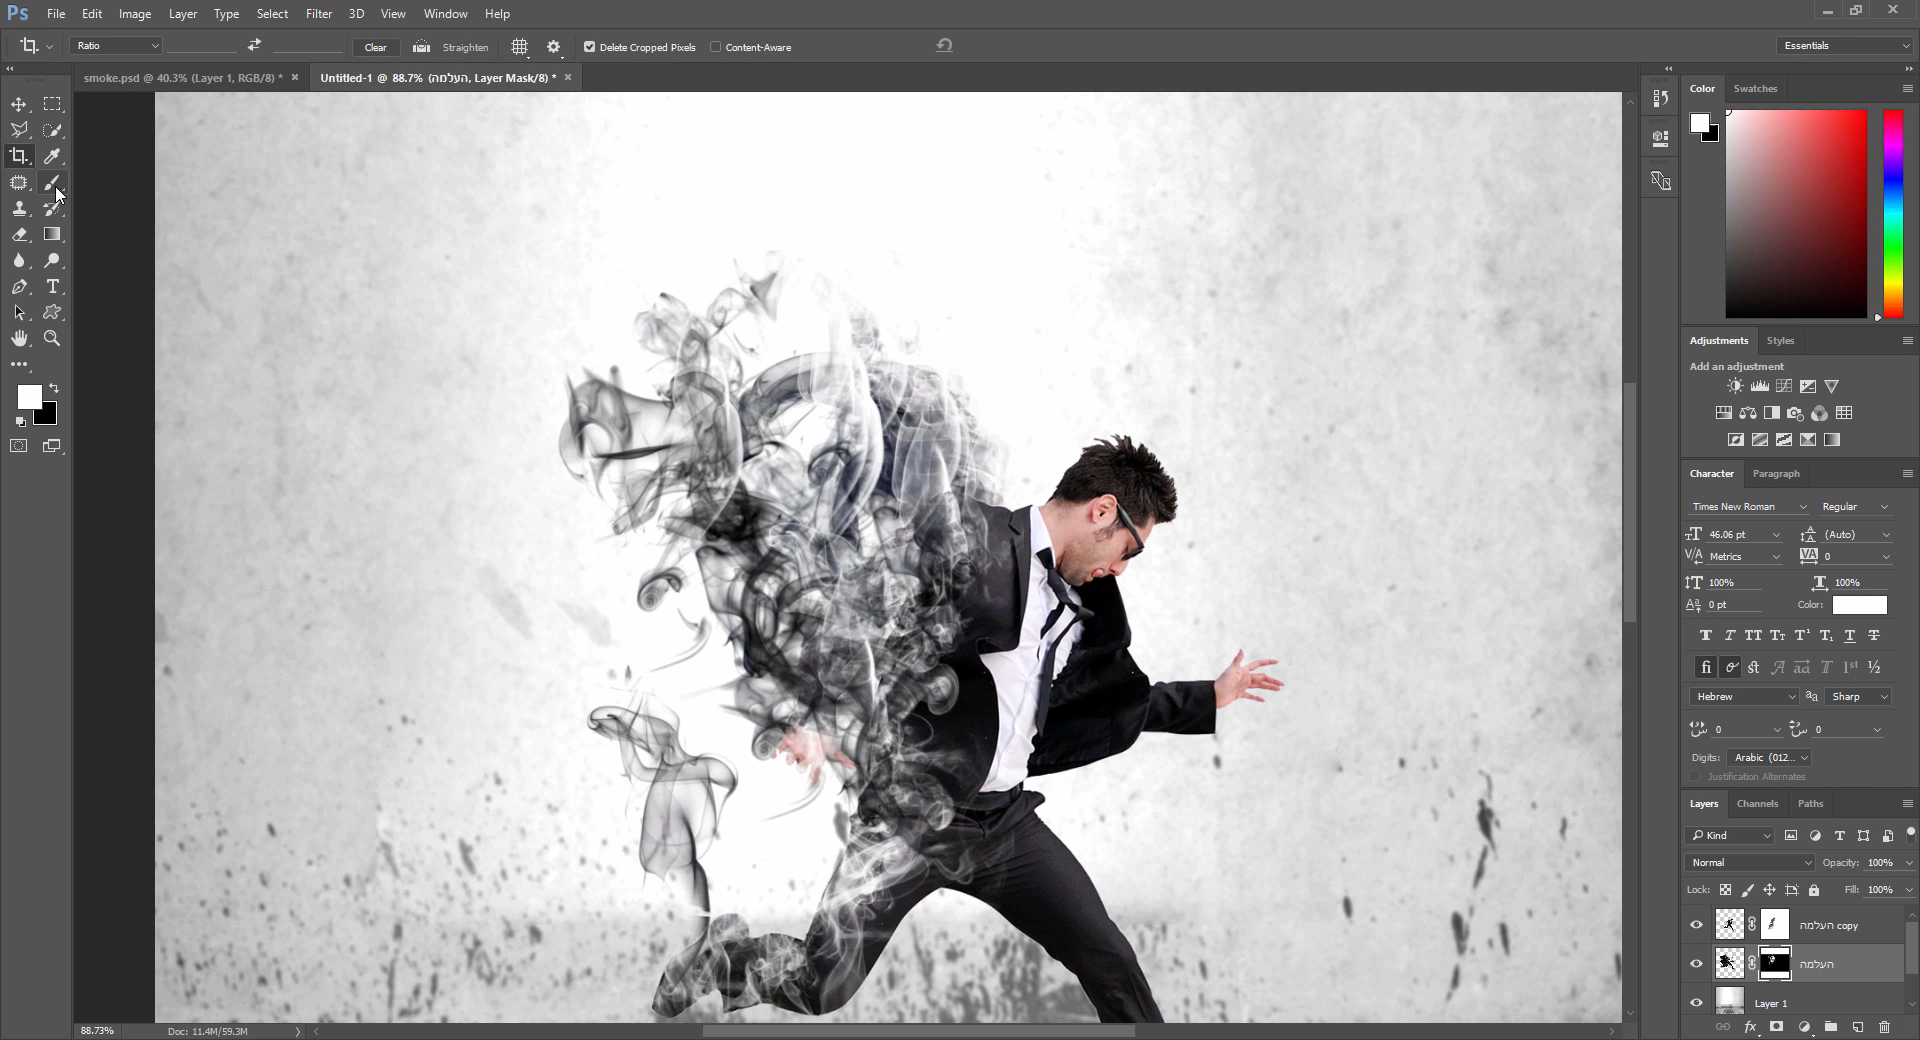 Ps File Edit Image Layer Type Select Filter 3D View Window Help
Ratio Clear Straighten Delete Cropped Pixels Content-Aware Essentials
smoke.psd @ 40.3% (Layer 1, RGB/8) * Untitled-1 @ 88.7% (העלמה, Layer Mask/8) *
Color Swatches
Adjustments Styles
Add an adjustment
Character Paragraph
Times New Roman Regular
46.06 pt (Auto)
Metrics 0
100% 100%
0 pt Color:
Hebrew Sharp
0 0
Digits: Arabic (012...
Justification Alternates
Layers Channels Paths
Kind
Normal Opacity: 100%
Lock: Fill: 100%
העלמה copy
העלמה
Layer 1
88.73% Doc: 11.4M/59.3M